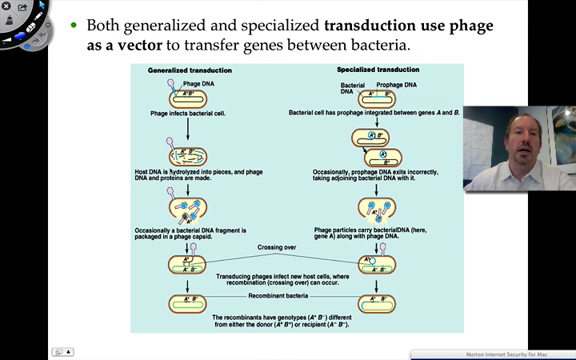 • Both generalized and specialized transduction use phage
as a vector to transfer genes between bacteria.
Generalized transduction
Phage DNA
A+ B+
Phage infects bacterial cell.
Host DNA is hydrolyzed into pieces, and phage
DNA and proteins are made.
Occasionally a bacterial DNA fragment is
packaged in a phage capsid.
Specialized transduction
Bacterial
DNA
Prophage DNA
A+ B+
Bacterial cell has prophage integrated between genes A and B.
Occasionally, prophage DNA exits incorrectly,
taking adjoining bacterial DNA with it.
Phage particles carry bacterialDNA (here,
gene A) along with phage DNA.
Crossing over
Transducing phages infect new host cells, where
recombination (crossing over) can occur.
Recombinant bacteria
The recombinants have genotypes (A+ B–) different
from either the donor (A+ B+) or recipient (A– B–).
Norton Internet Security for Mac